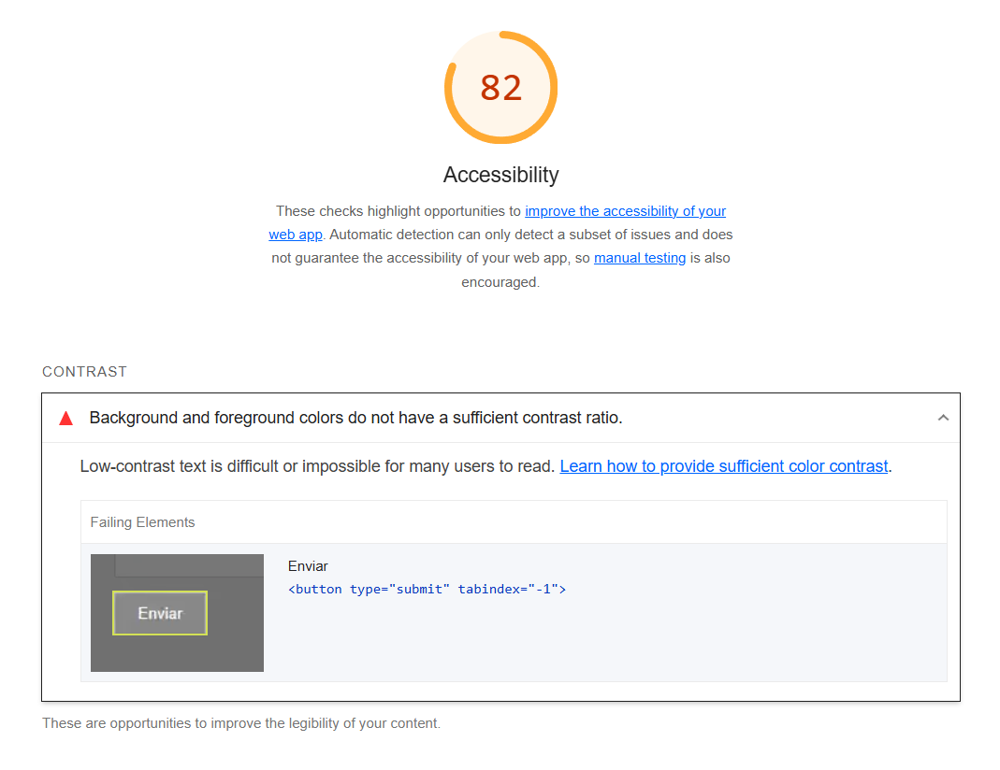 82
Accessibility
These checks highlight opportunities to improve the accessibility of your
web app. Automatic detection can only detect a subset of issues and does
not guarantee the accessibility of your web app, so manual testing is also
encouraged.
CONTRAST
Background and foreground colors do not have a sufficient contrast ratio.
Low-contrast text is difficult or impossible for many users to read. Learn how to provide sufficient color contrast.
Failing Elements
Enviar
Enviar
<button type="submit" tabindex="-1">
These are opportunities to improve the legibility of your content.